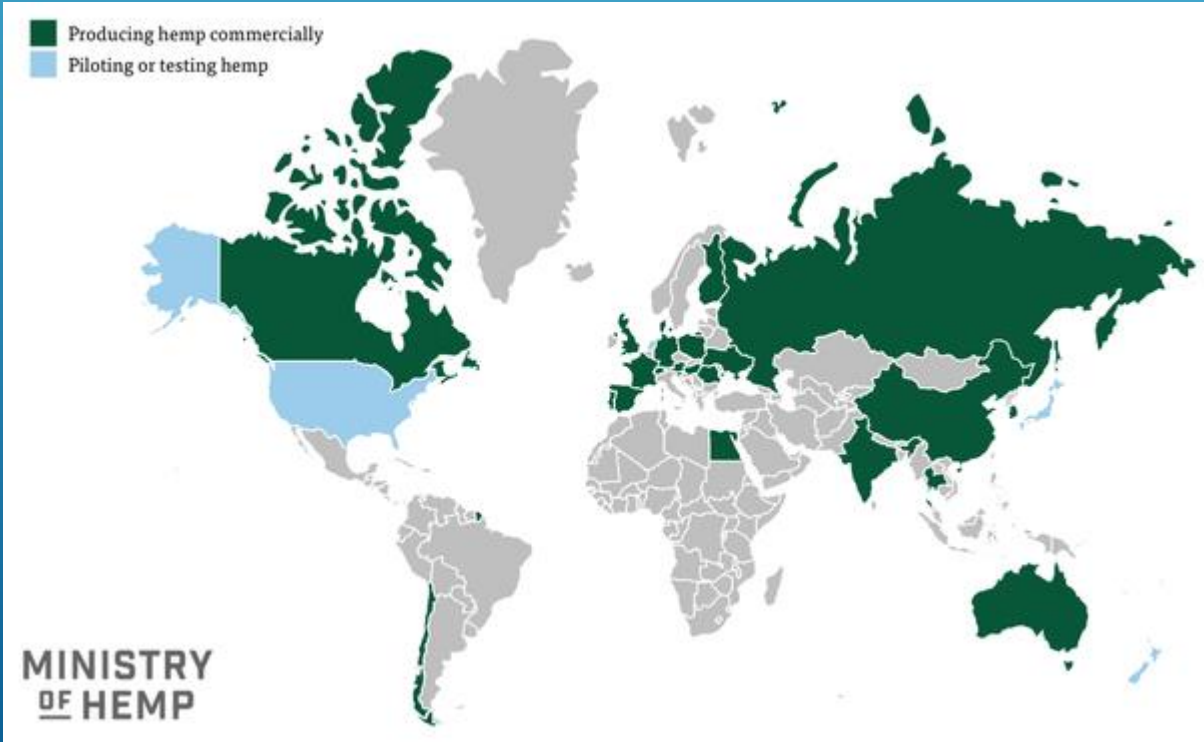 Producing hemp commercially
Piloting or testing hemp
MINISTRY
OF HEMP